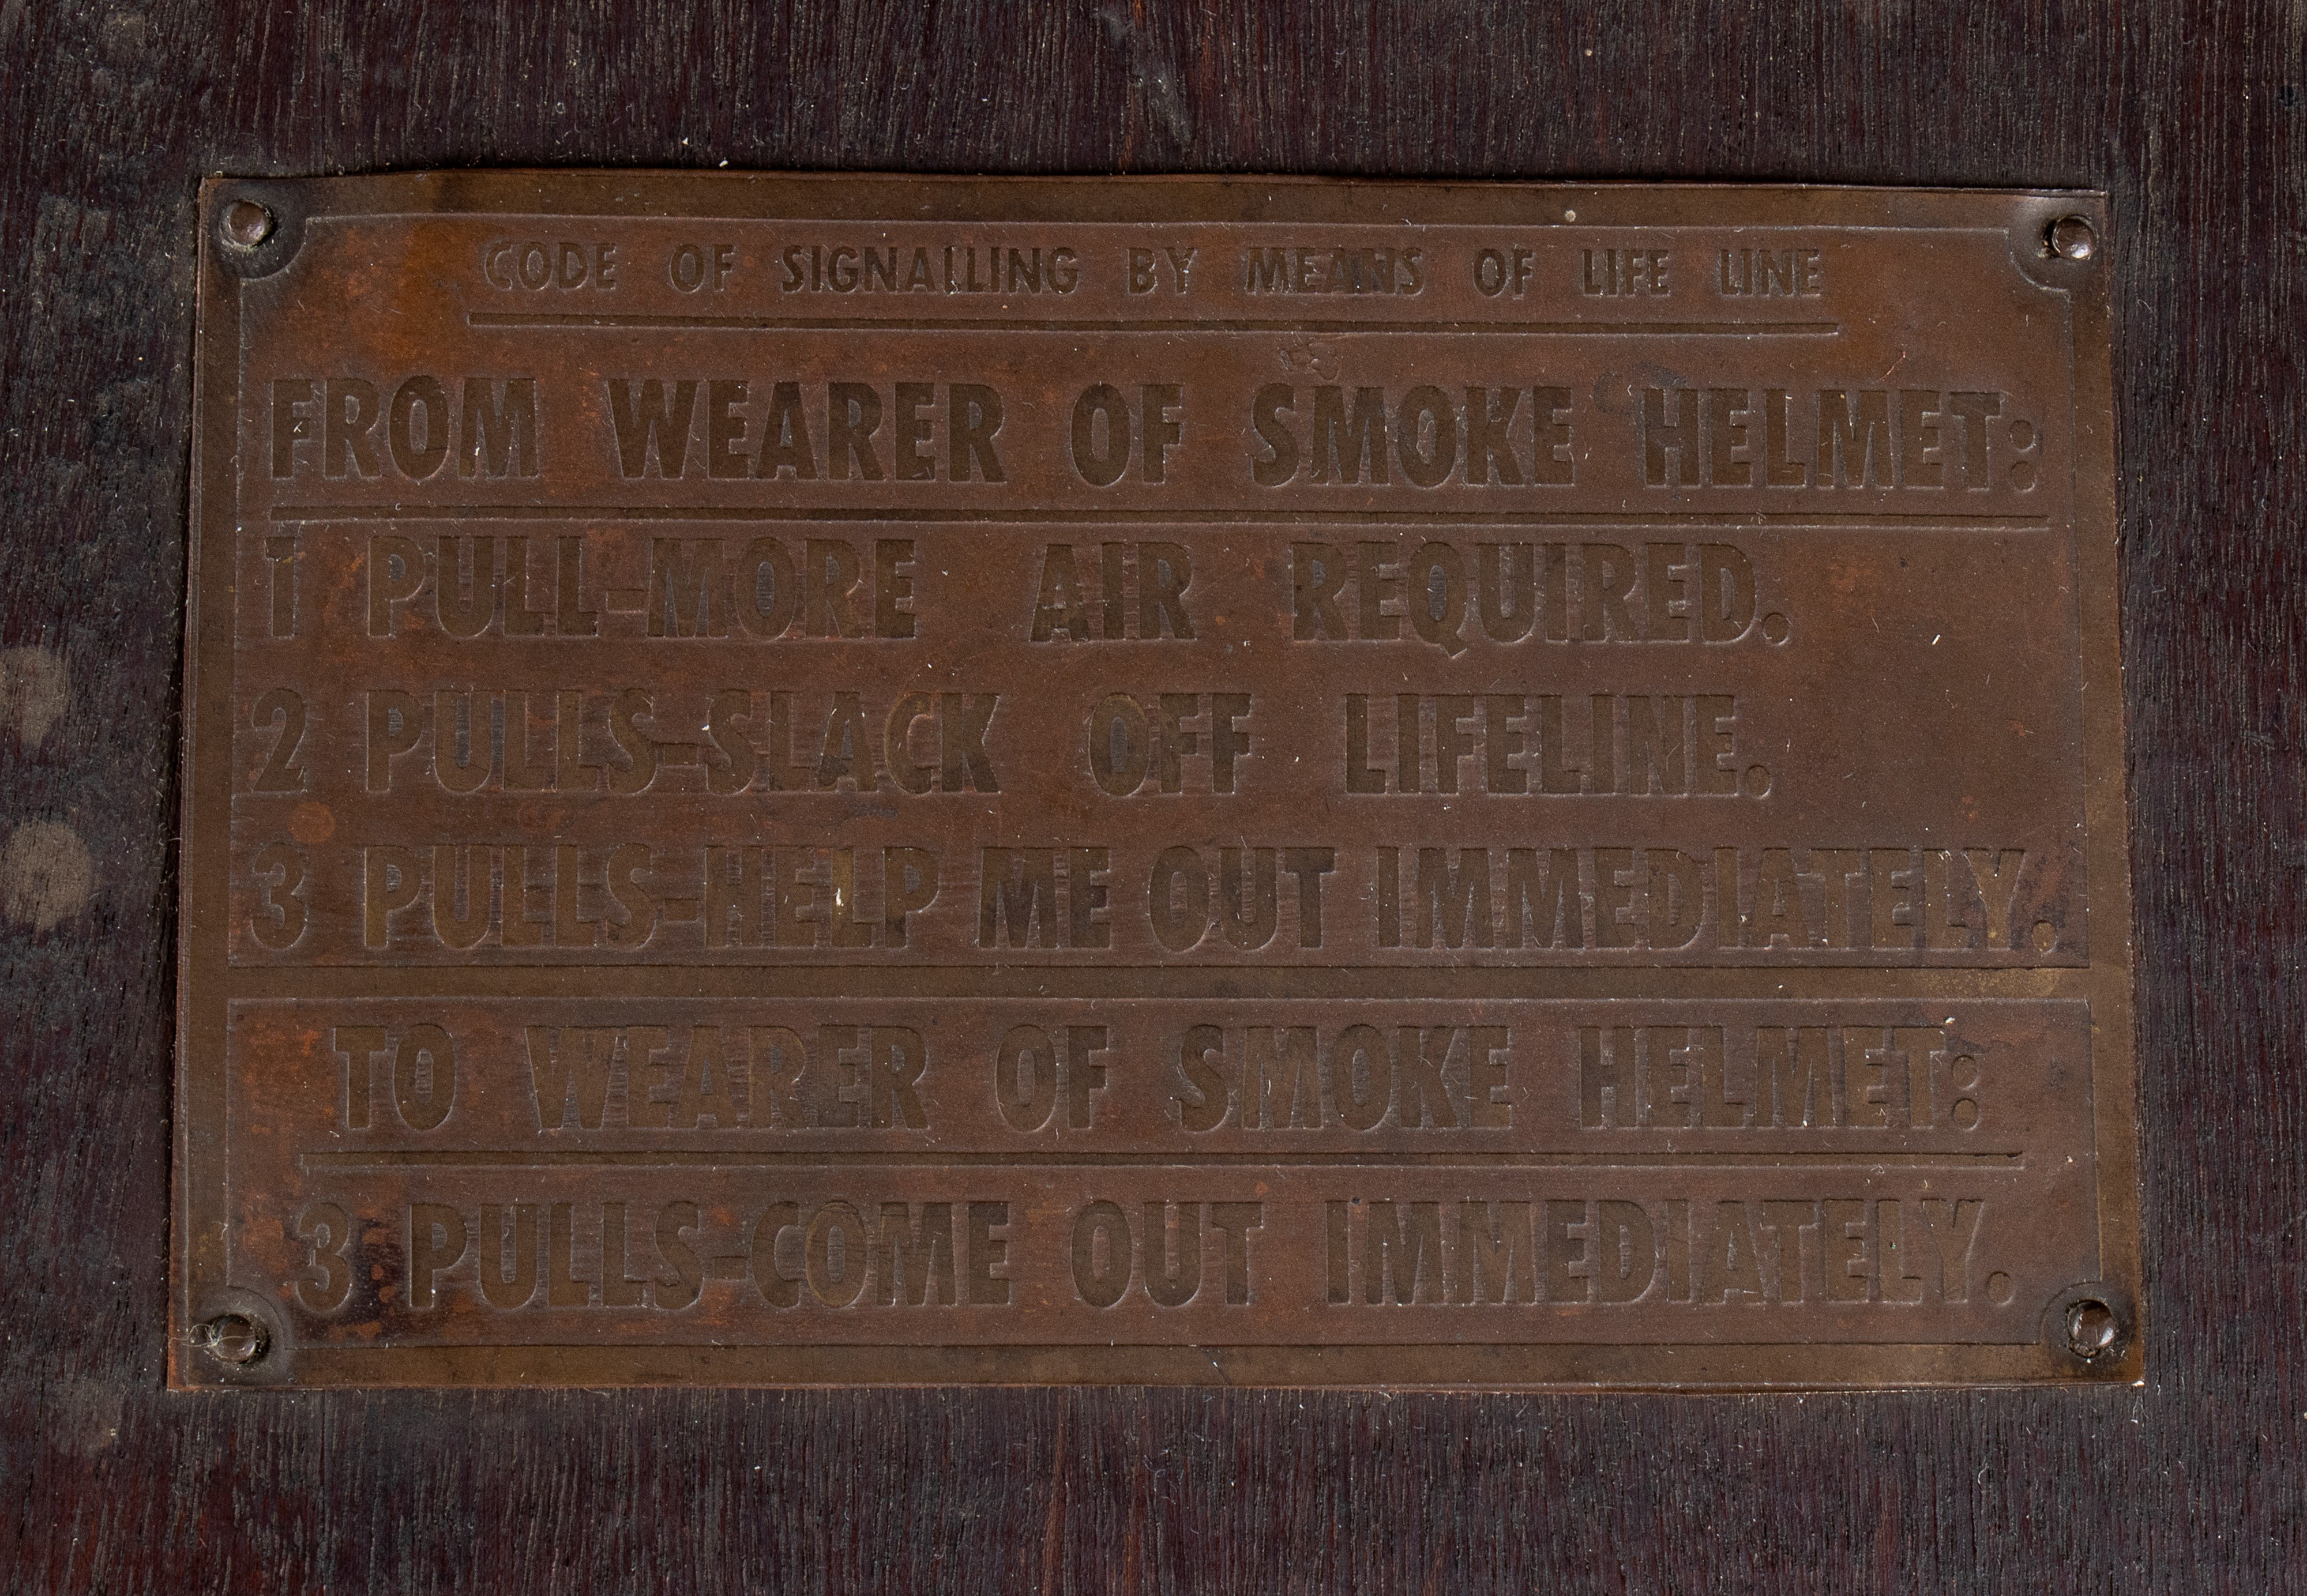 CODE OF SIGNALLING BY MEANS OF LIFE LINE
FROM WEARER OF SMOKE HELMET:
1 PULL-MORE AIR REQUIRED.
2 PULLS-SLACK OFF LIFELINE.
3 PULLS-HELP ME OUT IMMEDIATELY.
TO WEARER OF SMOKE HELMET:
3 PULLS-COME OUT IMMEDIATELY.